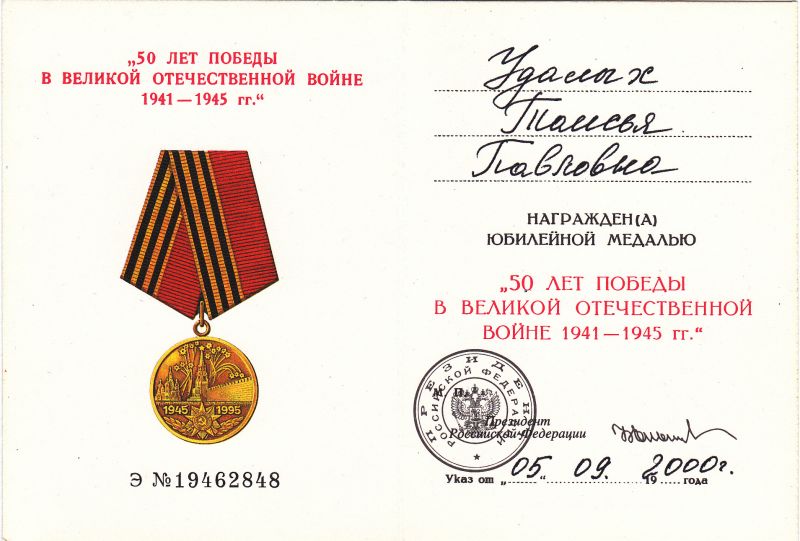 „50 ЛЕТ ПОБЕДЫ
В ВЕЛИКОЙ ОТЕЧЕСТВЕННОЙ ВОЙНЕ
1941—1945 гг.“
1945 1995
Э №19462848
Удалых
Таисья
Павловна
НАГРАЖДЕН(А)
ЮБИЛЕЙНОЙ МЕДАЛЬЮ
„50 ЛЕТ ПОБЕДЫ
В ВЕЛИКОЙ ОТЕЧЕСТВЕННОЙ
ВОЙНЕ 1941—1945 гг.“
ПРЕЗИДЕНТ
РОССИЙСКОЙ ФЕДЕРАЦИИ
М. П.
Президент
Российской Федерации
Указ от „05“ 09. 2000г.
19 года